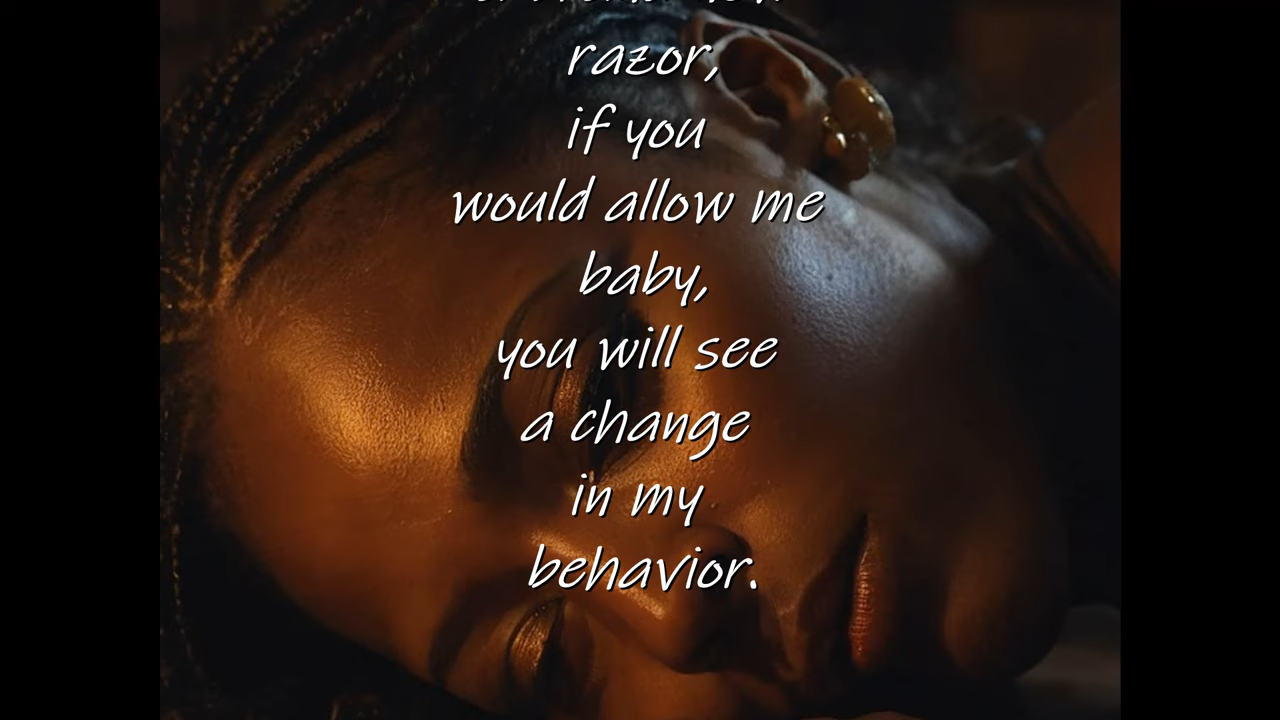 razor,
if you
would allow me
baby,
you will see
a change
in my
behavior.